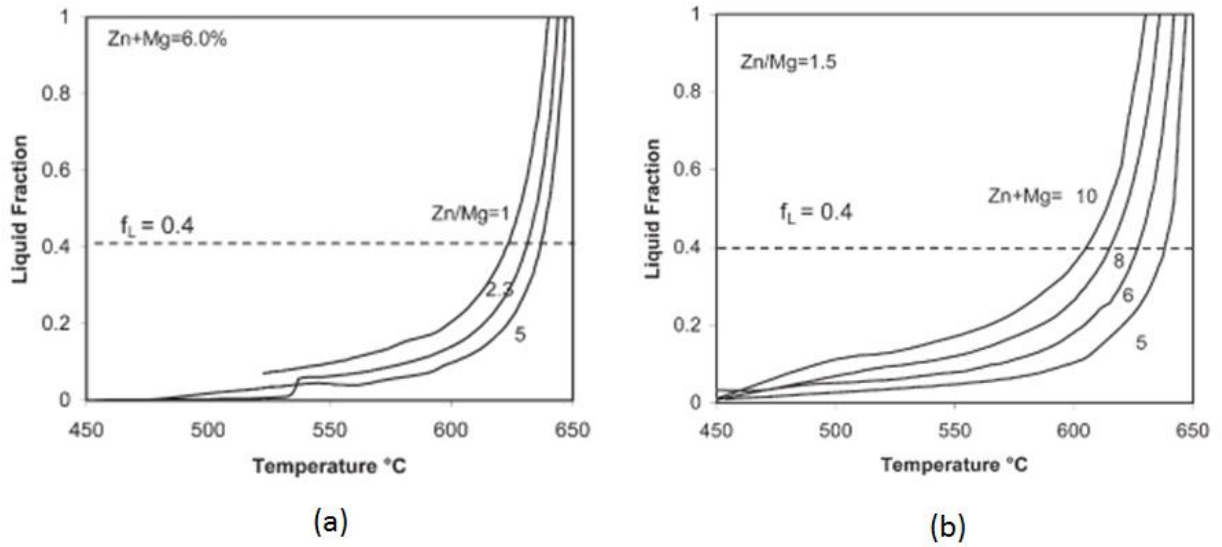 1
Zn+Mg=6.0%
0.8
0.6
Zn/Mg=1
fL = 0.4
0.4
2.3
5
0.2
0
450
500
550
600
650
Liquid Fraction
Temperature °C
(a)
1
Zn/Mg=1.5
0.8
0.6
Zn+Mg= 10
fL = 0.4
0.4
8
6
5
0.2
0
450
500
550
600
650
Liquid Fraction
Temperature °C
(b)